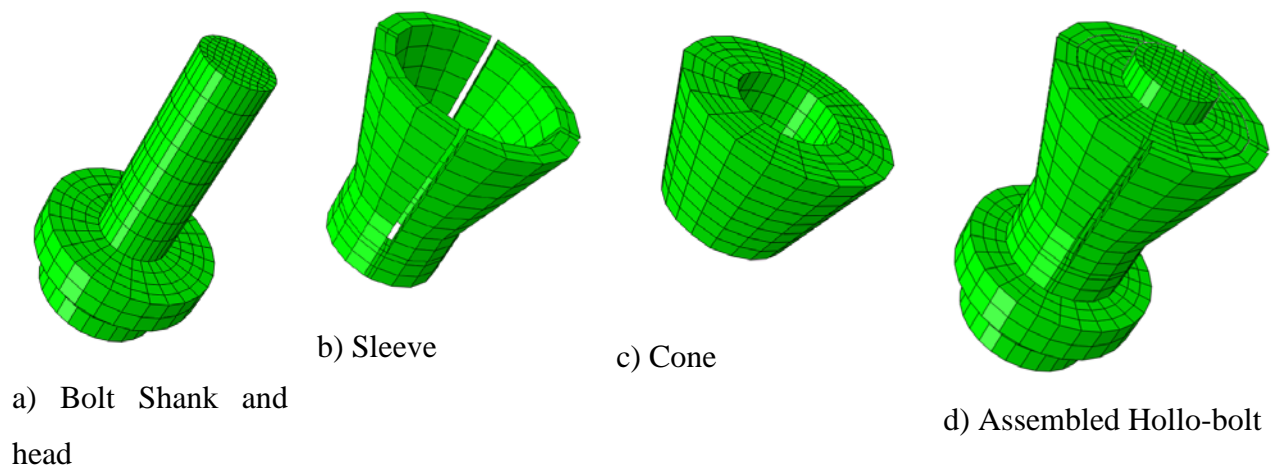 a) Bolt Shank and
head
b) Sleeve
c) Cone
d) Assembled Hollo-bolt